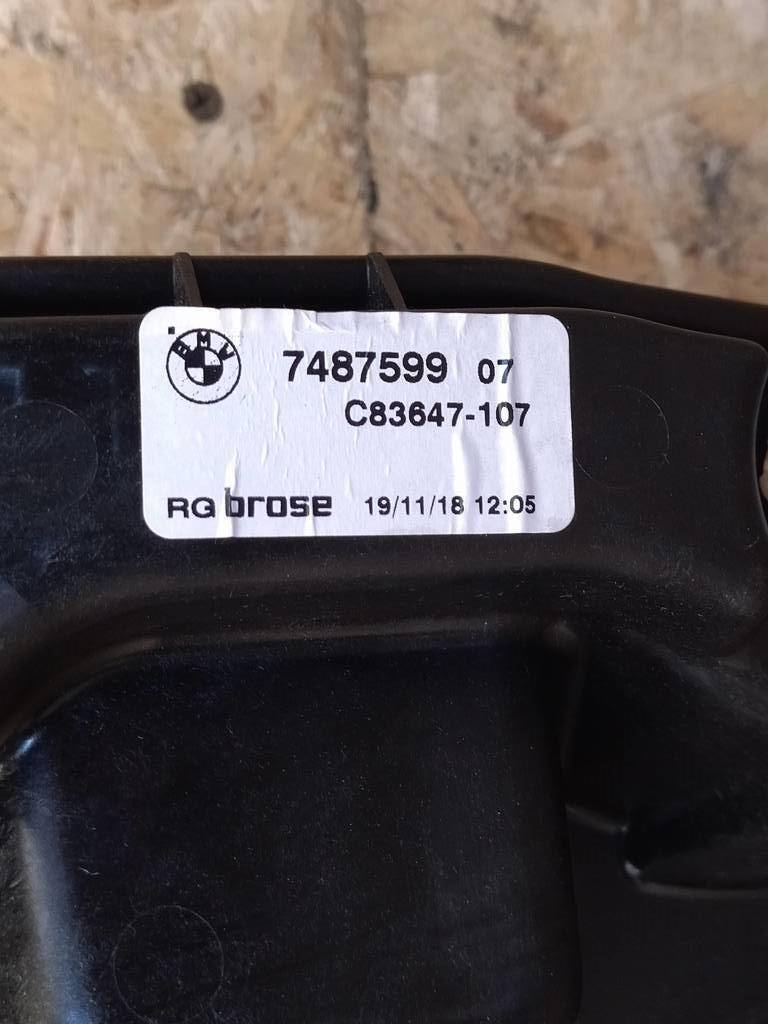 BMW
7487599 07
C83647-107
RG brose 19/11/18 12:05